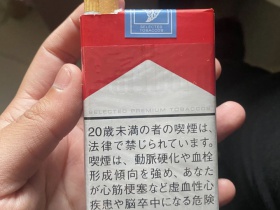 SELECTED
TOBACCOS
SELECTED PREMIUM TOBACCOS
20歳未満の者の喫煙は、
法律で禁じられています。
喫煙は、動脈硬化や血栓
形成傾向を強め、あなた
が心筋梗塞など虚血性心
疾患や脳卒中になる危険